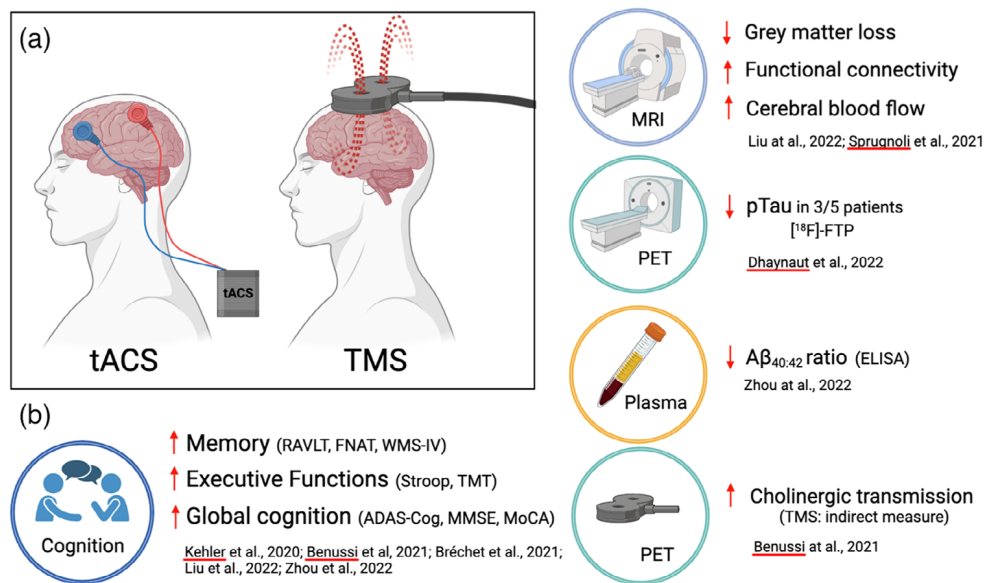 (a)
tACS
tACS
TMS
(b)
Cognition
Memory (RAVLT, FNAT, WMS-IV)
Executive Functions (Stroop, TMT)
Global cognition (ADAS-Cog, MMSE, MoCA)
Kehler et al., 2020; Benussi et al, 2021; Bréchet et al., 2021;
Liu et al., 2022; Zhou et al., 2022
MRI
Grey matter loss
Functional connectivity
Cerebral blood flow
Liu at al., 2022; Sprugnoli et al., 2021
PET
pTau in 3/5 patients
[¹⁸F]-FTP
Dhaynaut et al., 2022
Plasma
Aβ₄₀:₄₂ ratio (ELISA)
Zhou at al., 2022
PET
Cholinergic transmission
(TMS: indirect measure)
Benussi at al., 2021